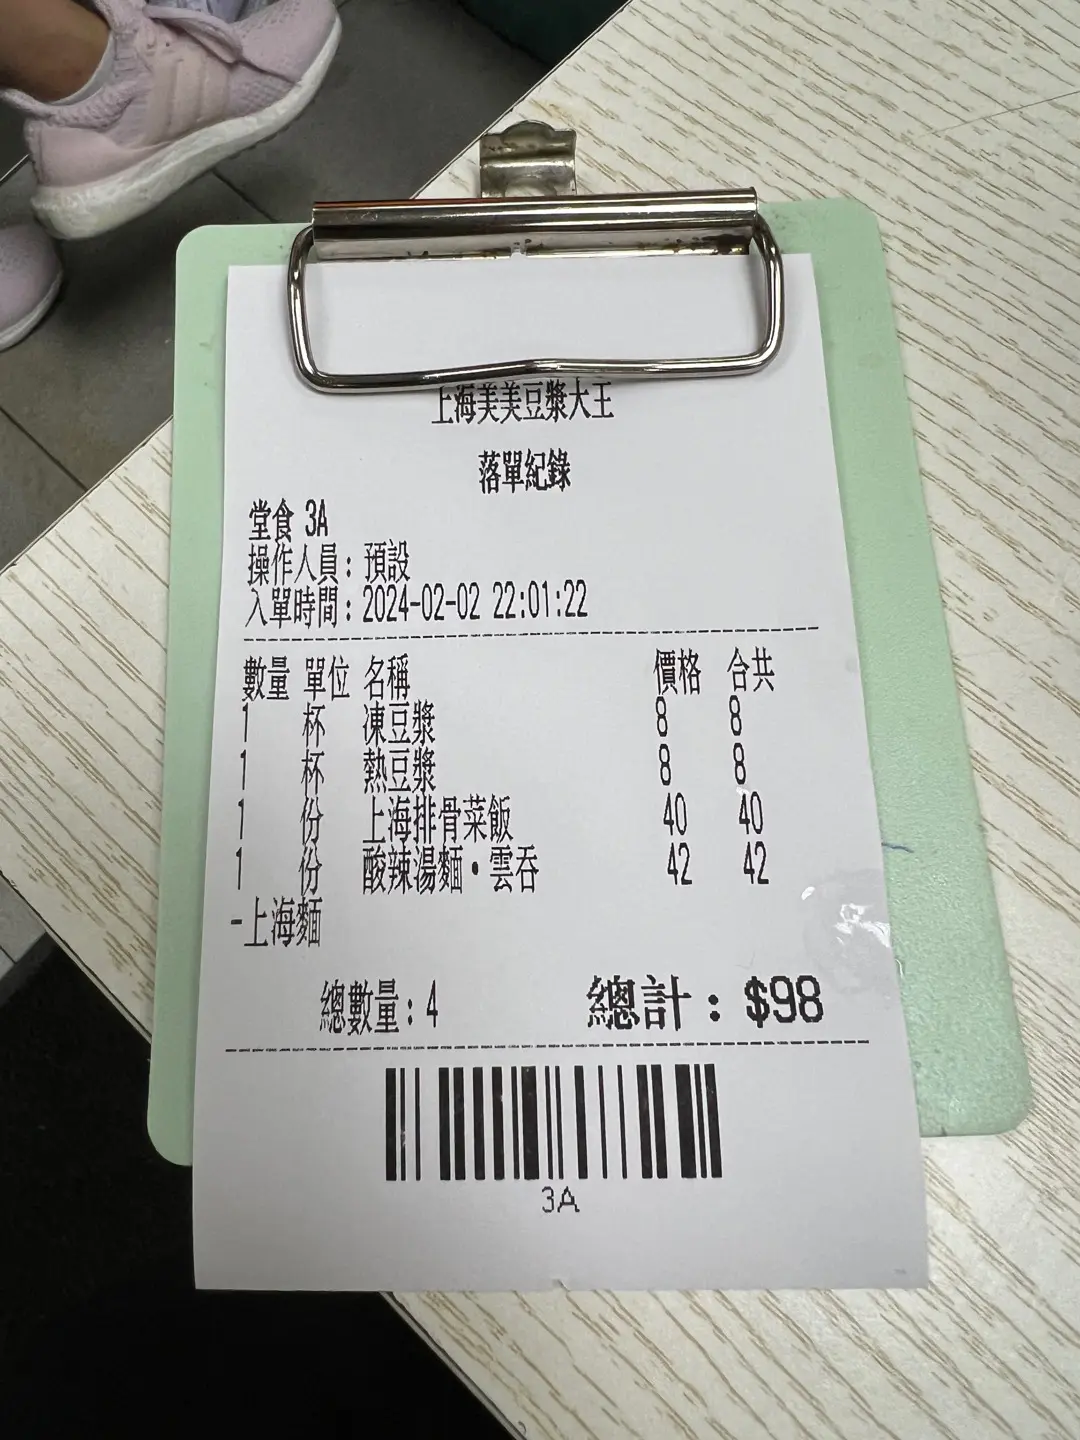 上海美美豆漿大王
落單紀錄
堂食 3A
操作人員：預設
入單時間：2024-02-02 22:01:22
數量 單位 名稱 價格 合共
1 杯 凍豆漿 8 8
1 杯 熱豆漿 8 8
1 份 上海排骨菜飯 40 40
1 份 酸辣湯麵·雲吞 42 42
-上海麵
總數量：4 總計：$98
3A